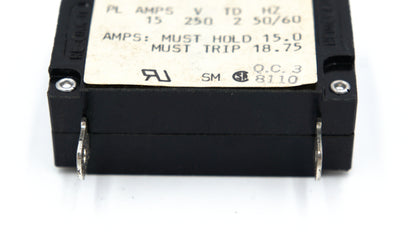 PL AMPS V TD HZ
15 250 2 50/60
AMPS: MUST HOLD 15.0
MUST TRIP 18.75
SM
Q.C. 3
8110